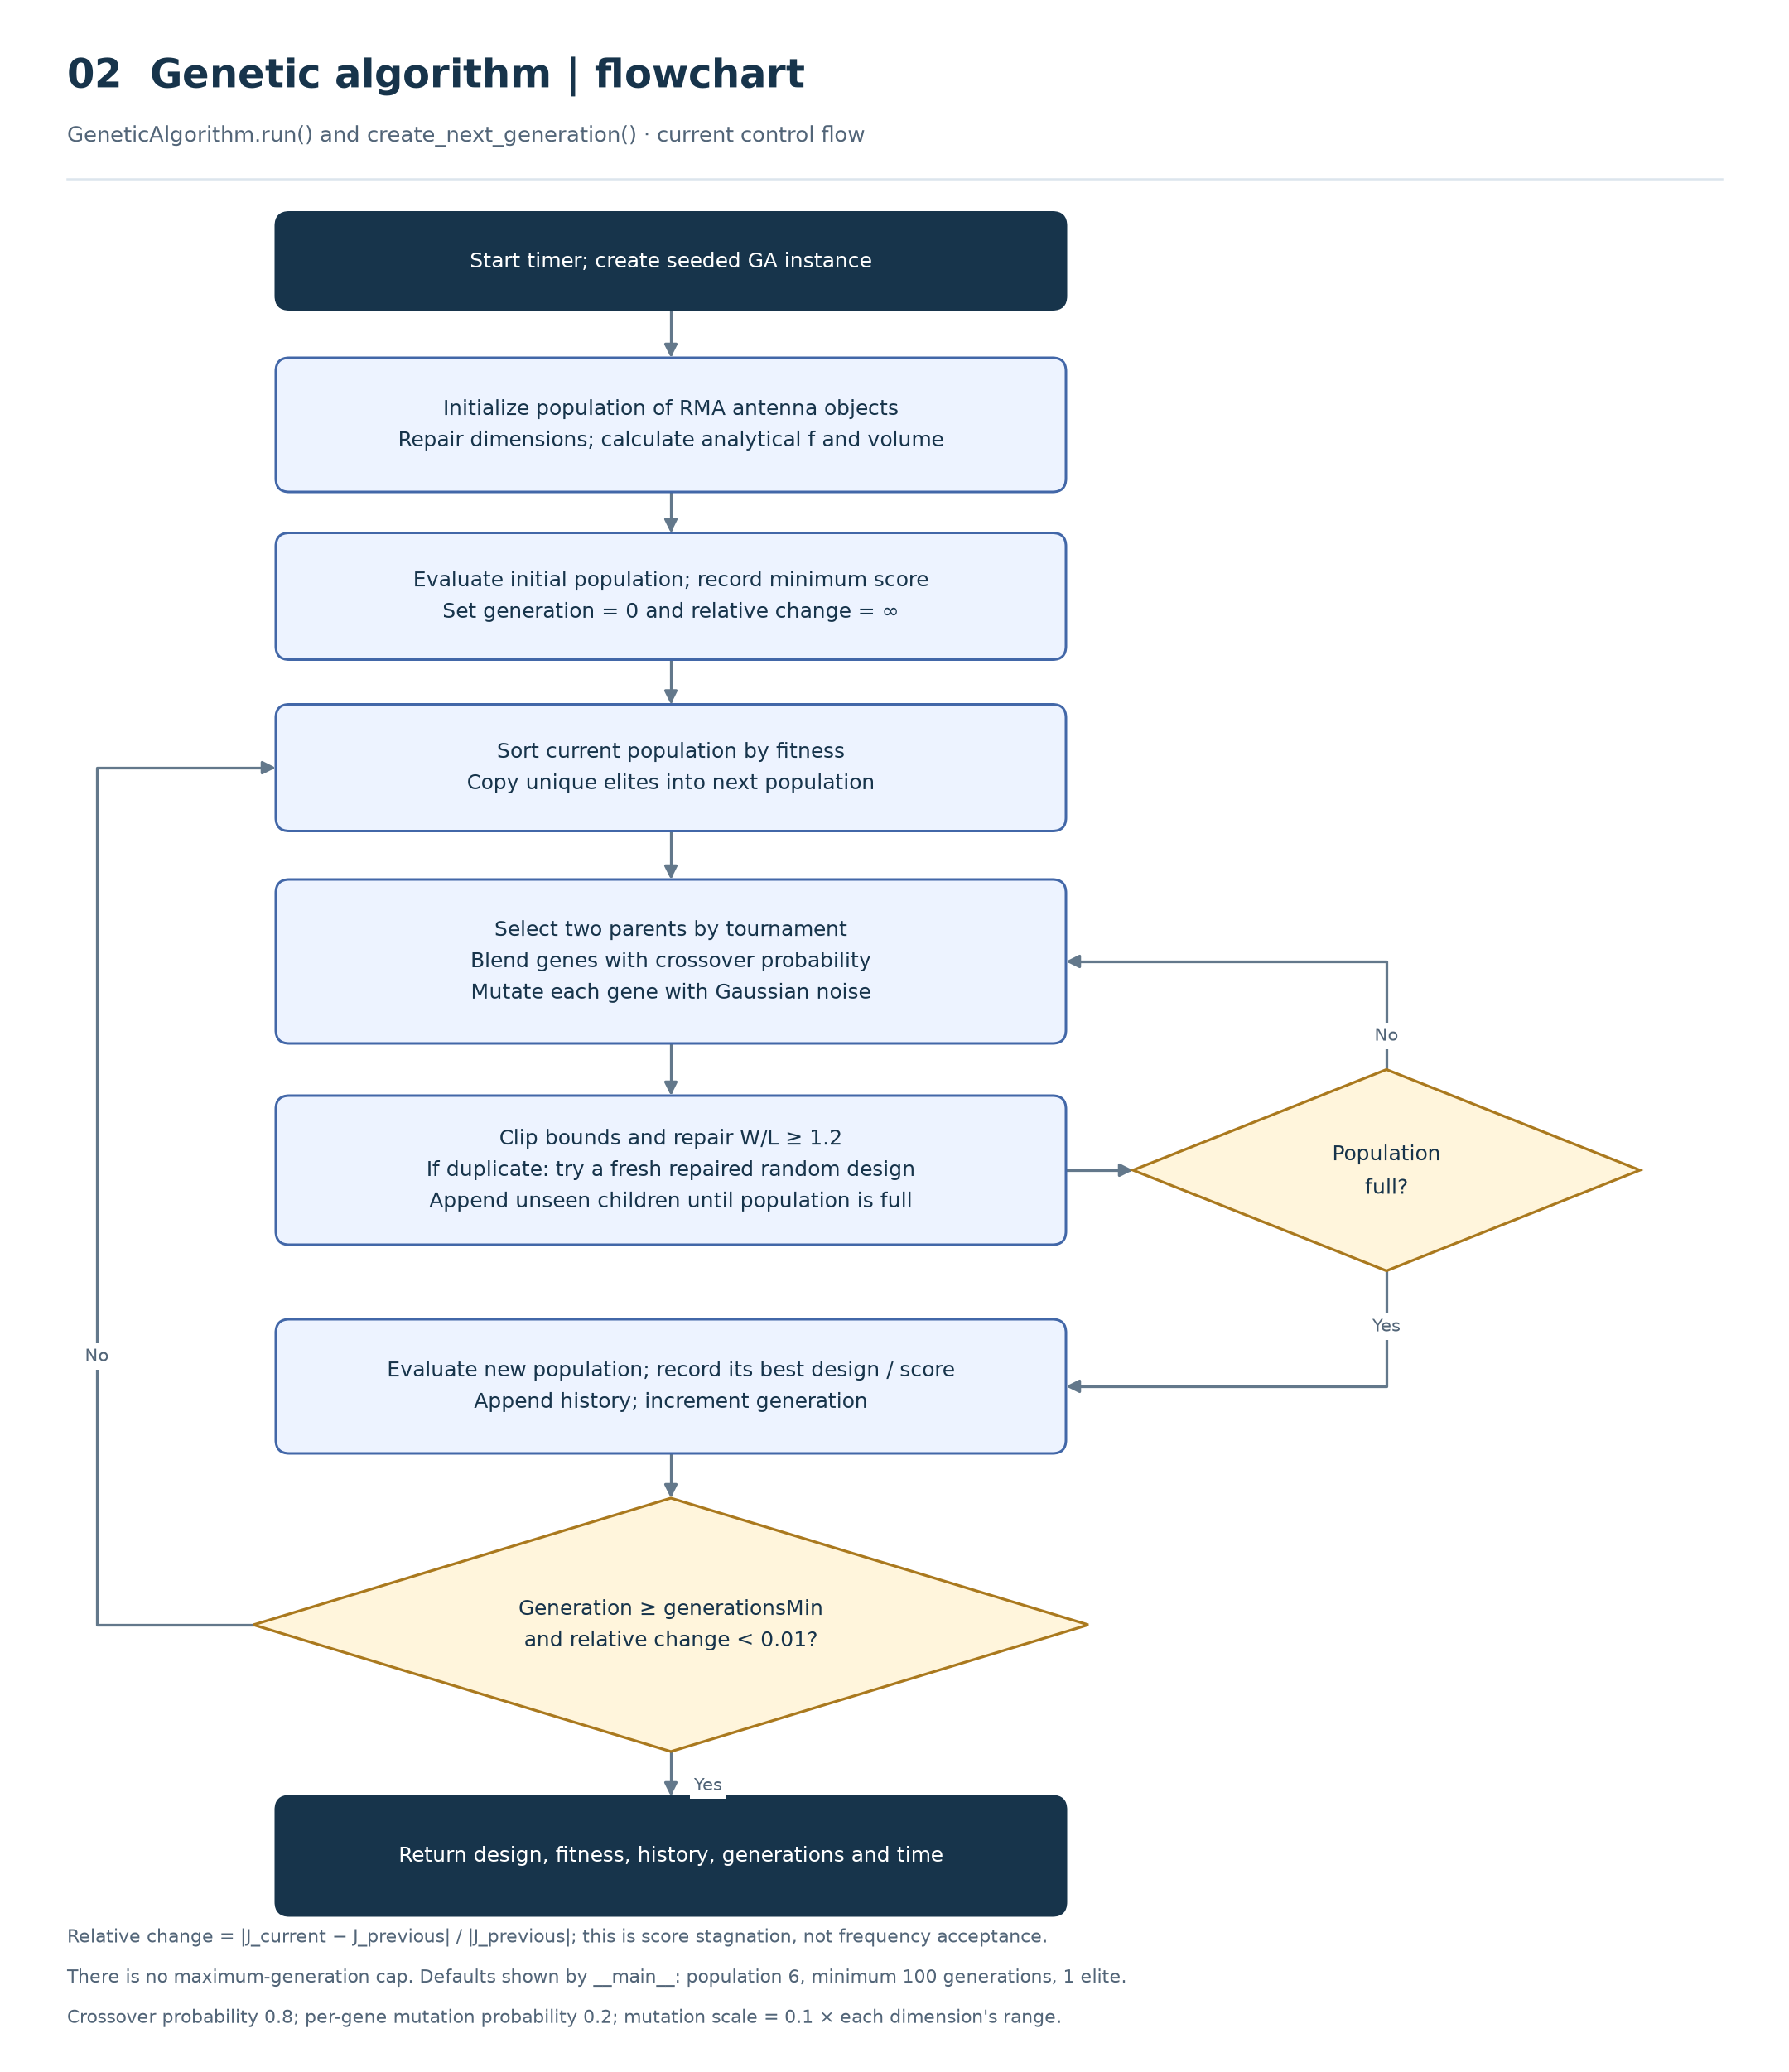 02  Genetic algorithm | flowchart
GeneticAlgorithm.run() and create_next_generation() · current control flow
Start timer; create seeded GA instance
Initialize population of RMA antenna objects
Repair dimensions; calculate analytical f and volume
Evaluate initial population; record minimum score
Set generation = 0 and relative change = ∞
Sort current population by fitness
Copy unique elites into next population
Select two parents by tournament
Blend genes with crossover probability
Mutate each gene with Gaussian noise
No
Clip bounds and repair W/L ≥ 1.2
If duplicate: try a fresh repaired random design
Append unseen children until population is full
Population
full?
Yes
No
Evaluate new population; record its best design / score
Append history; increment generation
Generation ≥ generationsMin
and relative change < 0.01?
Yes
Return design, fitness, history, generations and time
Relative change = |J_current − J_previous| / |J_previous|; this is score stagnation, not frequency acceptance.
There is no maximum-generation cap. Defaults shown by __main__: population 6, minimum 100 generations, 1 elite.
Crossover probability 0.8; per-gene mutation probability 0.2; mutation scale = 0.1 × each dimension's range.